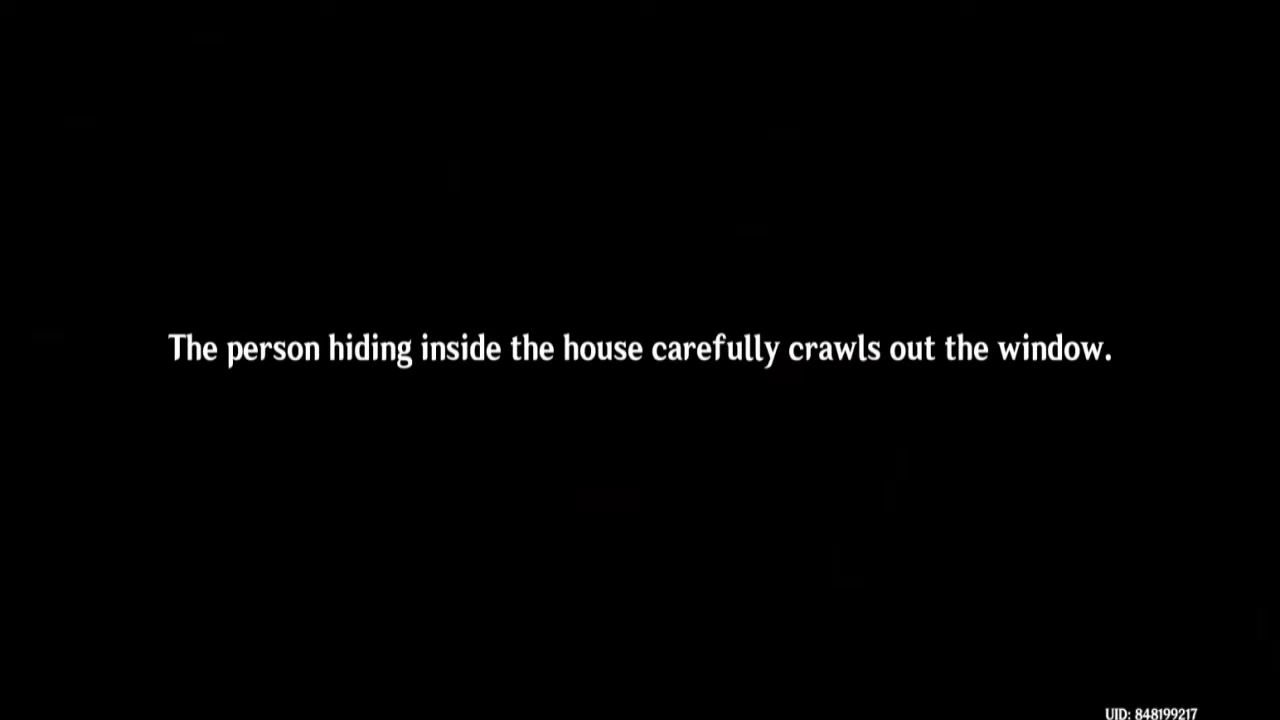 The person hiding inside the house carefully crawls out the window.
UID: 848199217